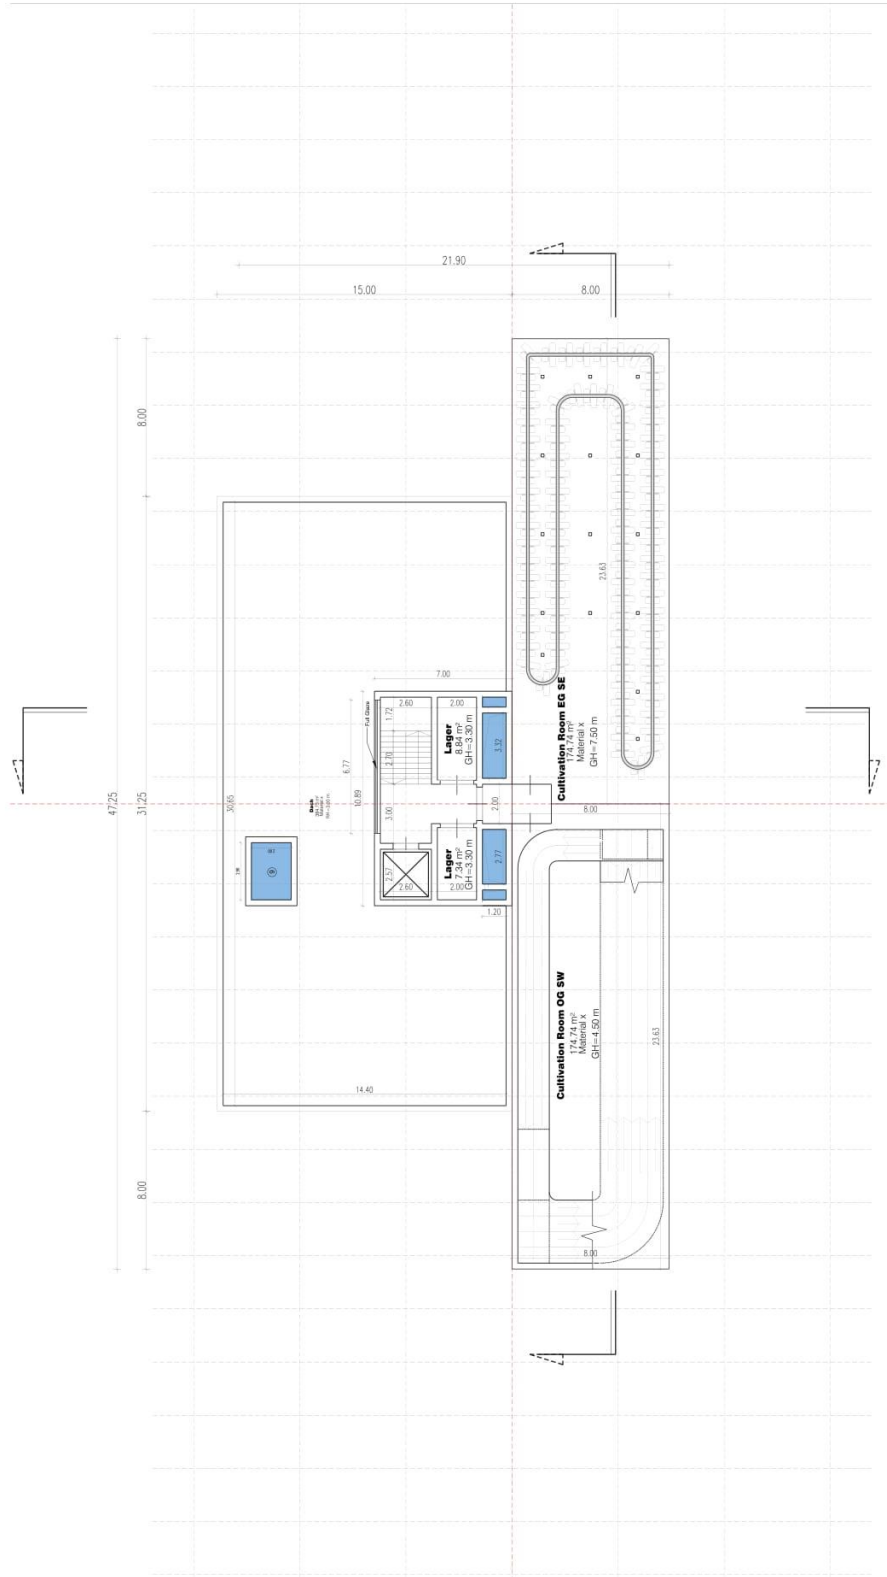 21.90
15.00
8.00
8.00
47.25
31.25
8.00
30.65
14.40
7.00
Full Glaze
6.77
10.89
1.72
2.60
2.00
2.70
3.00
2.57
2.60
2.00
Lager
8.84 m²
GH=3.30 m
Lager
7.34 m²
GH=3.30 m
3.32
2.00
2.77
1.20
Cultivation Room EG SE
174.74 m²
Material x
GH=7.50 m
23.63
8.00
Cultivation Room OG SW
174.74 m²
Material x
GH=4.50 m
23.63
8.00